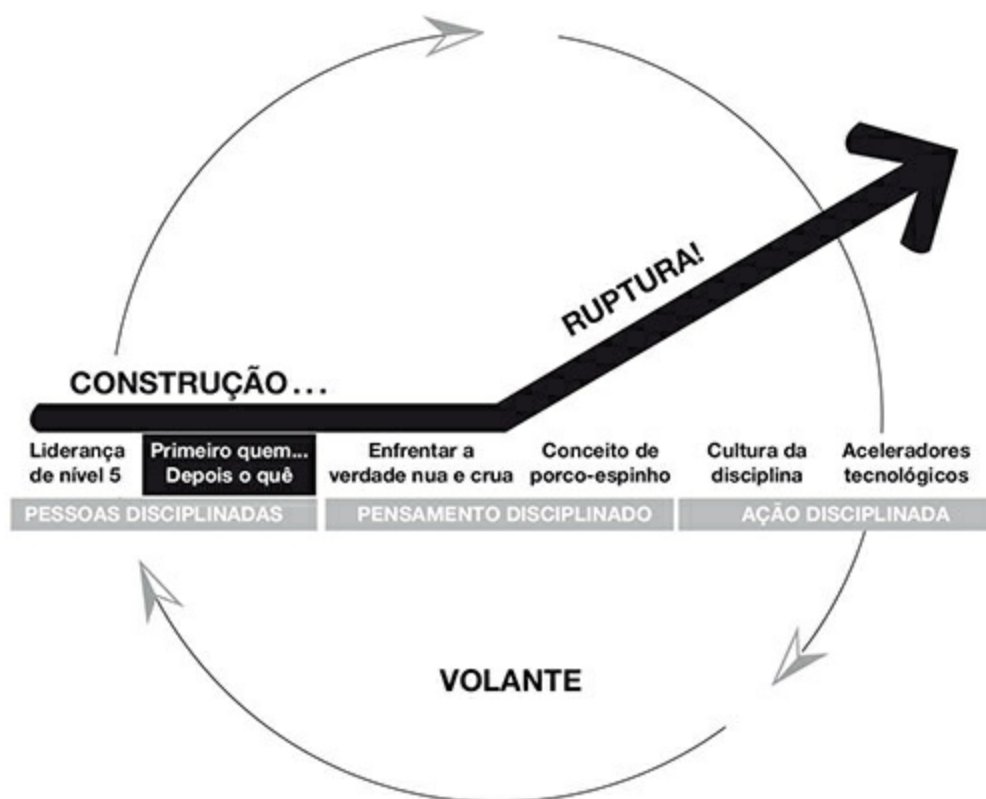 RUPTURA!
CONSTRUÇÃO...
Liderança
de nível 5
Primeiro quem...
Depois o quê
Enfrentar a
verdade nua e crua
Conceito de
porco-espinho
Cultura da
disciplina
Aceleradores
tecnológicos
PESSOAS DISCIPLINADAS
PENSAMENTO DISCIPLINADO
AÇÃO DISCIPLINADA
VOLANTE